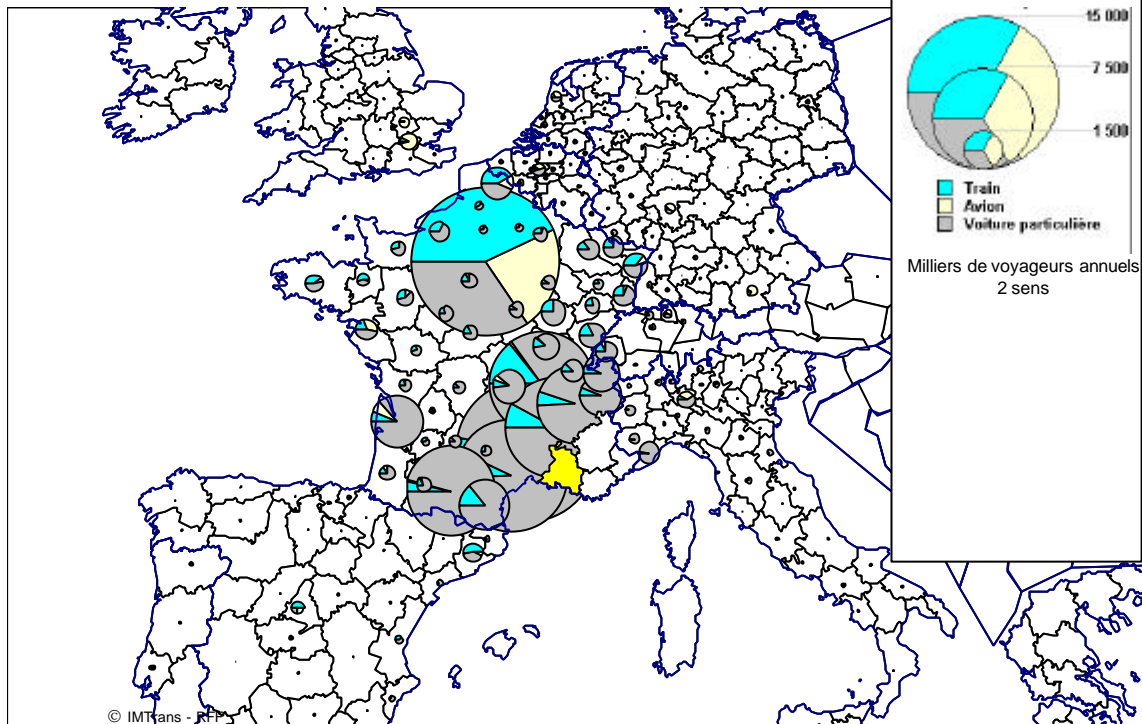 15 000
7 500
1 500
Train
Avion
Voiture particulière
Milliers de voyageurs annuels
2 sens
© IMTrans - RFF